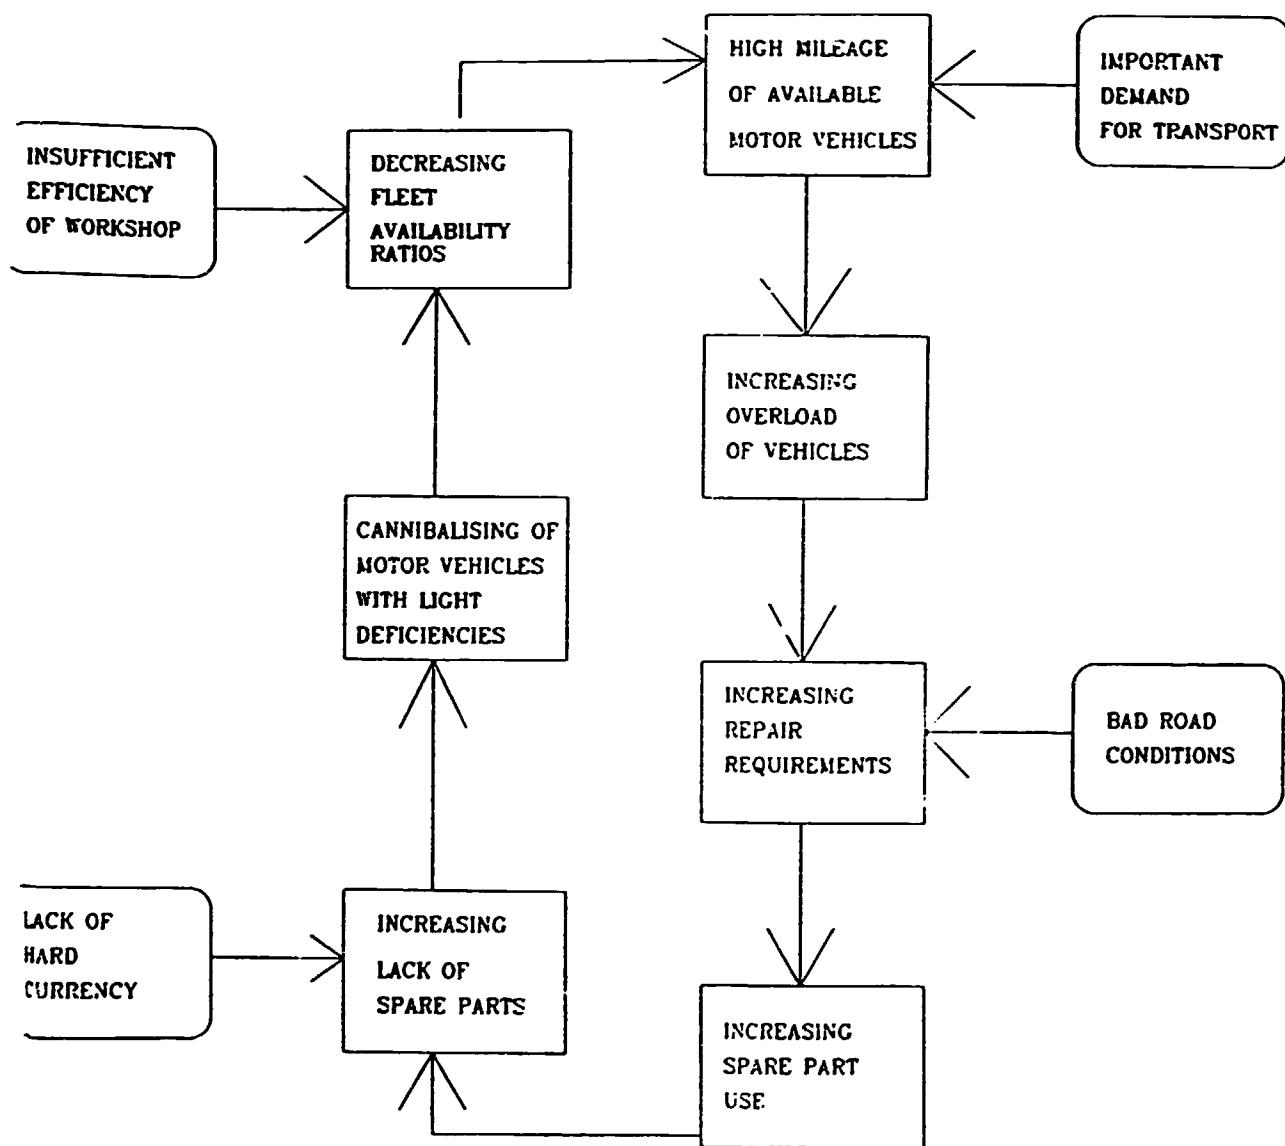 HIGH MILEAGE
OF AVAILABLE
MOTOR VEHICLES
IMPORTANT
DEMAND
FOR TRANSPORT
INSUFFICIENT
EFFICIENCY
OF WORKSHOP
DECREASING
FLEET
AVAILABILITY
RATIOS
INCREASING
OVERLOAD
OF VEHICLES
CANNIBALISING OF
MOTOR VEHICLES
WITH LIGHT
DEFICIENCIES
INCREASING
REPAIR
REQUIREMENTS
BAD ROAD
CONDITIONS
LACK OF
HARD
CURRENCY
INCREASING
LACK OF
SPARE PARTS
INCREASING
SPARE PART
USE